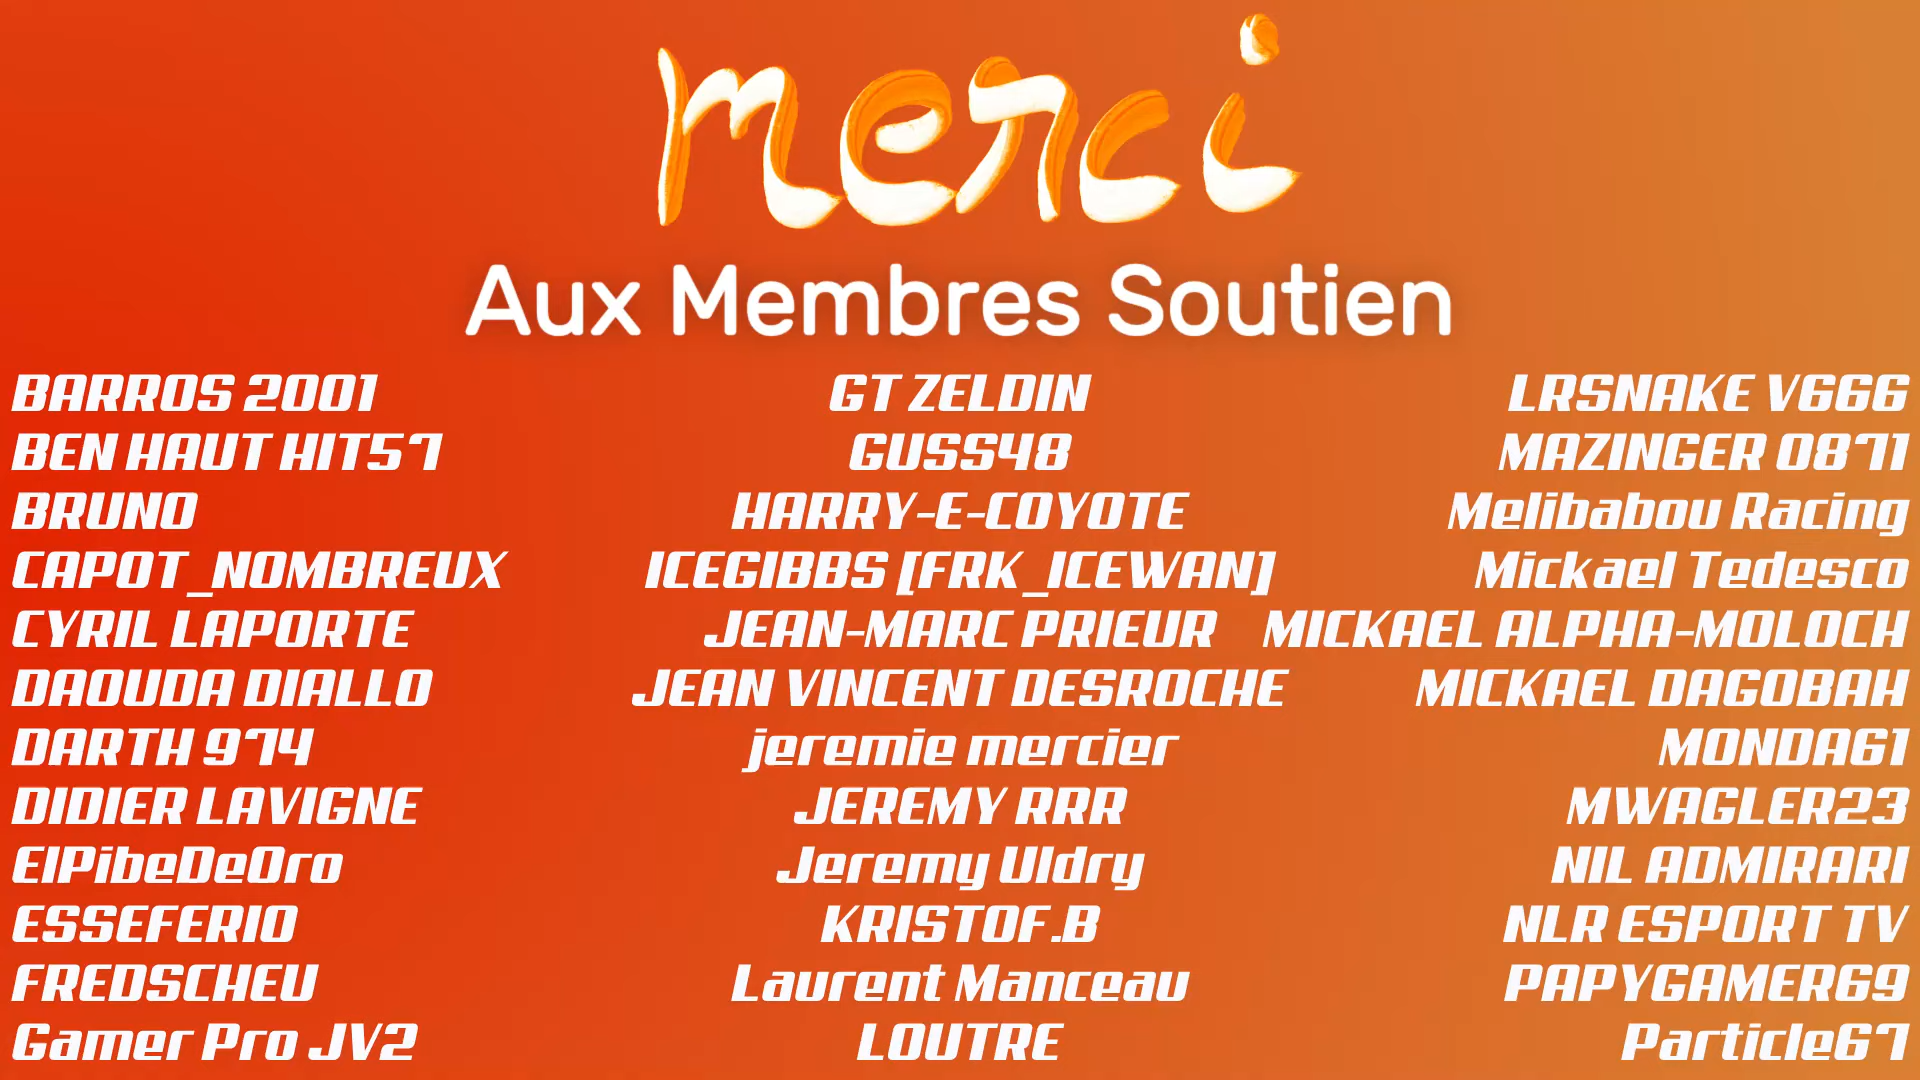 merci
Aux Membres Soutien
BARROS 2001
BEN HAUT HIT57
BRUNO
CAPOT_NOMBREUX
CYRIL LAPORTE
DAOUDA DIALLO
DARTH 974
DIDIER LAVIGNE
ElPibeDeOro
ESSEFERIO
FREDSCHEU
Gamer Pro JV2
GT ZELDIN
GUSS48
HARRY-E-COYOTE
ICEGIBBS [FRK_ICEWAN]
JEAN-MARC PRIEUR
JEAN VINCENT DESROCHE
jeremie mercier
JEREMY RRR
Jeremy Uldry
KRISTOF.B
Laurent Manceau
LOUTRE
LRSNAKE V666
MAZINGER 0871
Melibabou Racing
Mickael Tedesco
MICKAEL ALPHA-MOLOCH
MICKAEL DAGOBAH
MONDA61
MWAGLER23
NIL ADMIRARI
NLR ESPORT TV
PAPYGAMER69
Particle67